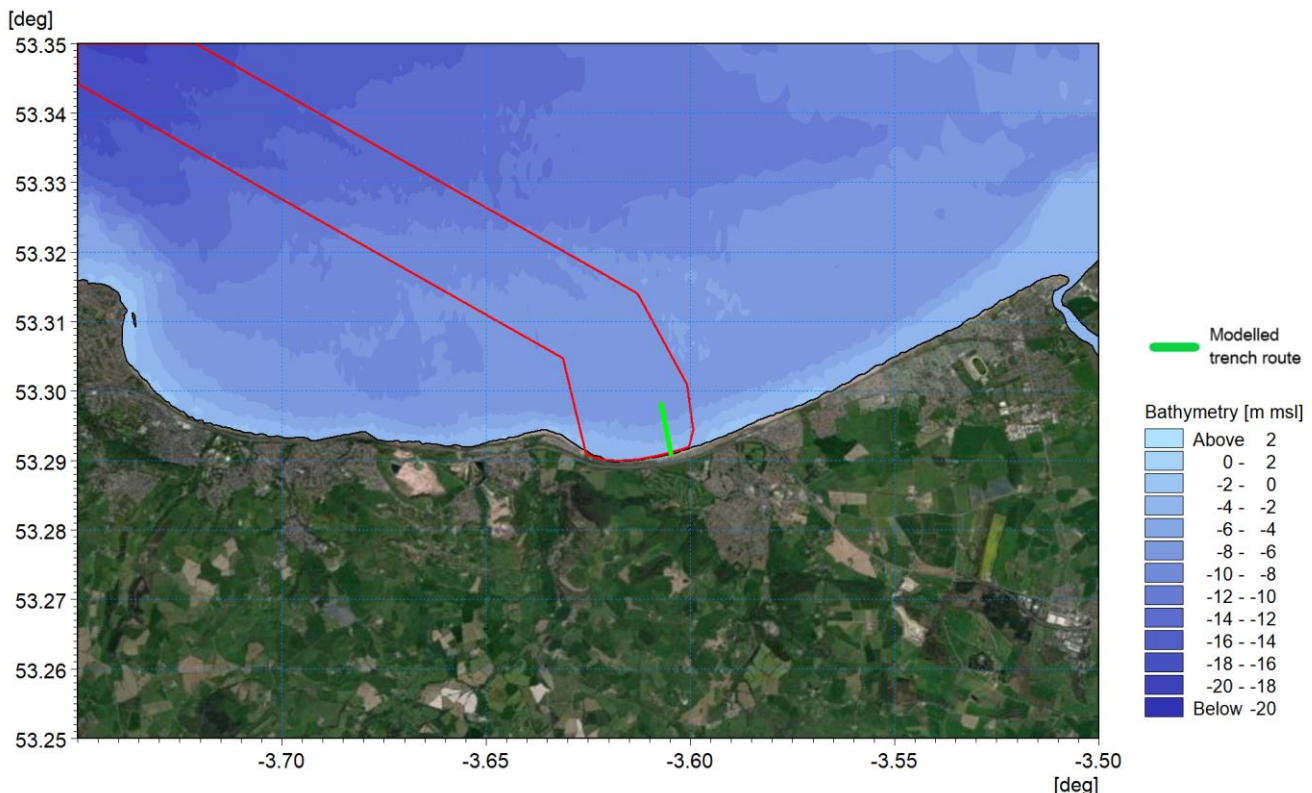 [deg]
53.35
53.34
53.33
53.32
53.31
53.30
53.29
53.28
53.27
53.26
53.25
-3.70
-3.65
-3.60
-3.55
-3.50
[deg]
Modelled
trench route
Bathymetry [m msl]
Above 2
0 - 2
-2 - 0
-4 - -2
-6 - -4
-8 - -6
-10 - -8
-12 - -10
-14 - -12
-16 - -14
-18 - -16
-20 - -18
Below -20